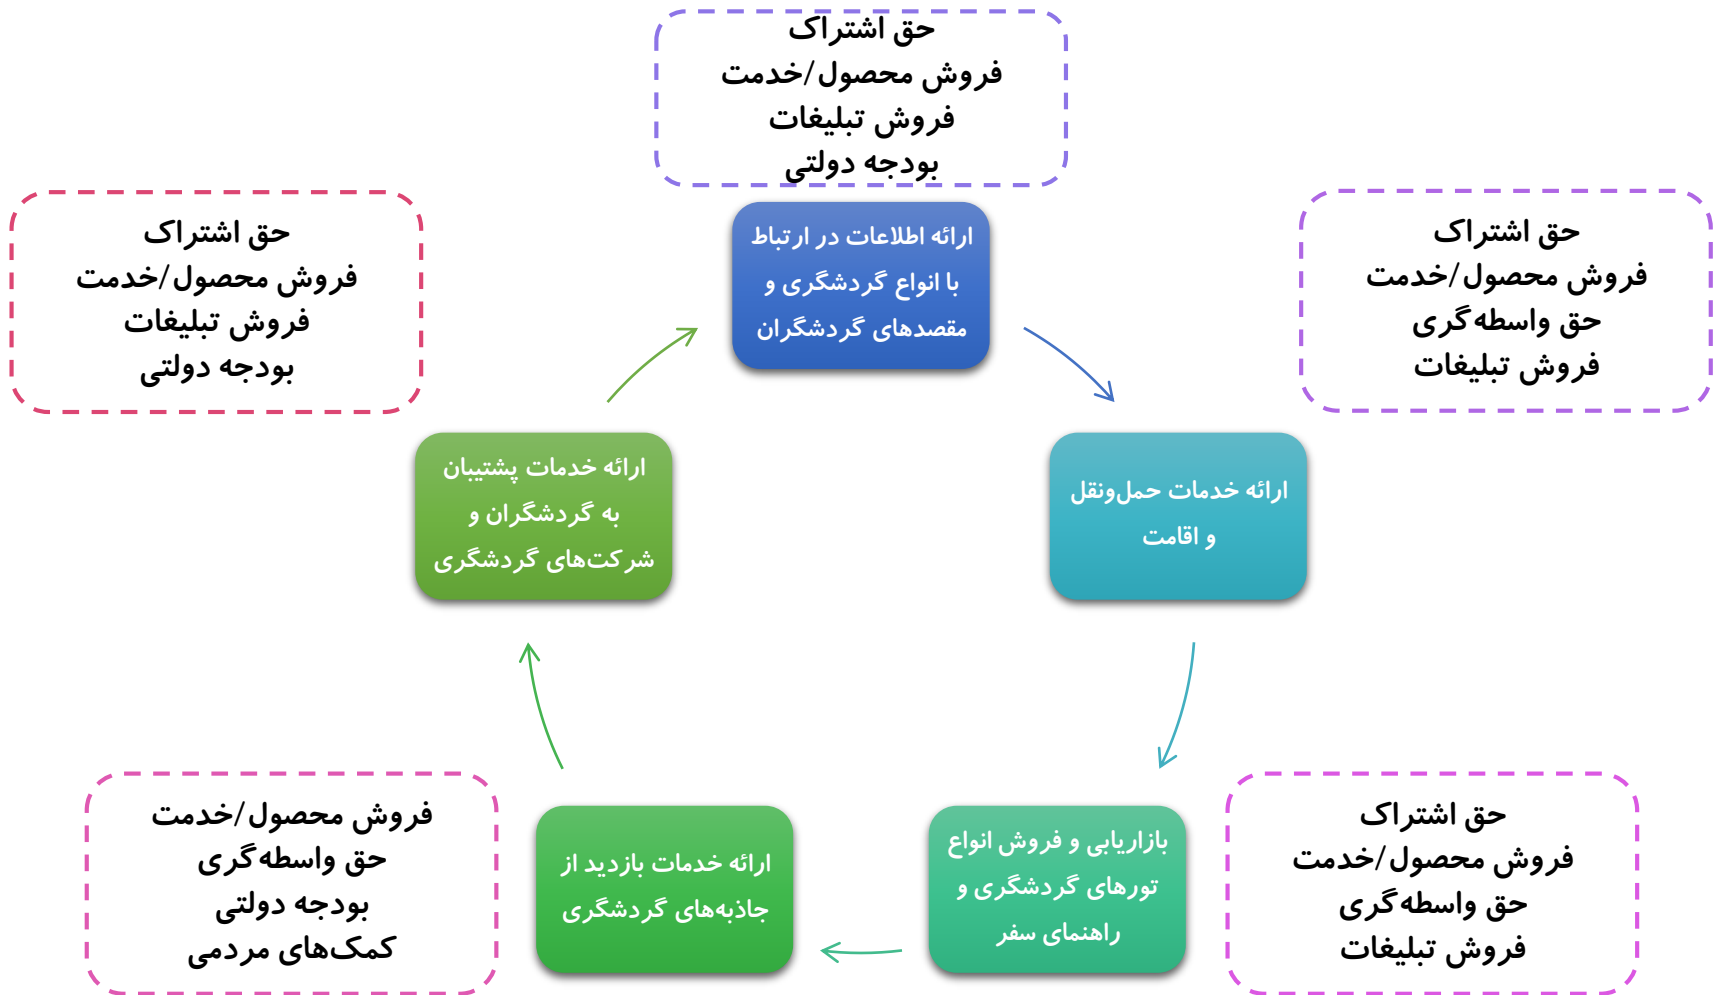 حق اشتراک
فروش محصول/خدمت
فروش تبلیغات
بودجه دولتی
ارائه اطلاعات در ارتباط
با انواع گردشگری و
مقصدهای گردشگران
حق اشتراک
فروش محصول/خدمت
حق واسطه‌گری
فروش تبلیغات
ارائه خدمات حمل‌ونقل
و اقامت
حق اشتراک
فروش محصول/خدمت
حق واسطه‌گری
فروش تبلیغات
بازاریابی و فروش انواع
تورهای گردشگری و
راهنمای سفر
ارائه خدمات بازدید از
جاذبه‌های گردشگری
فروش محصول/خدمت
حق واسطه‌گری
بودجه دولتی
کمک‌های مردمی
ارائه خدمات پشتیبان
به گردشگران و
شرکت‌های گردشگری
حق اشتراک
فروش محصول/خدمت
فروش تبلیغات
بودجه دولتی